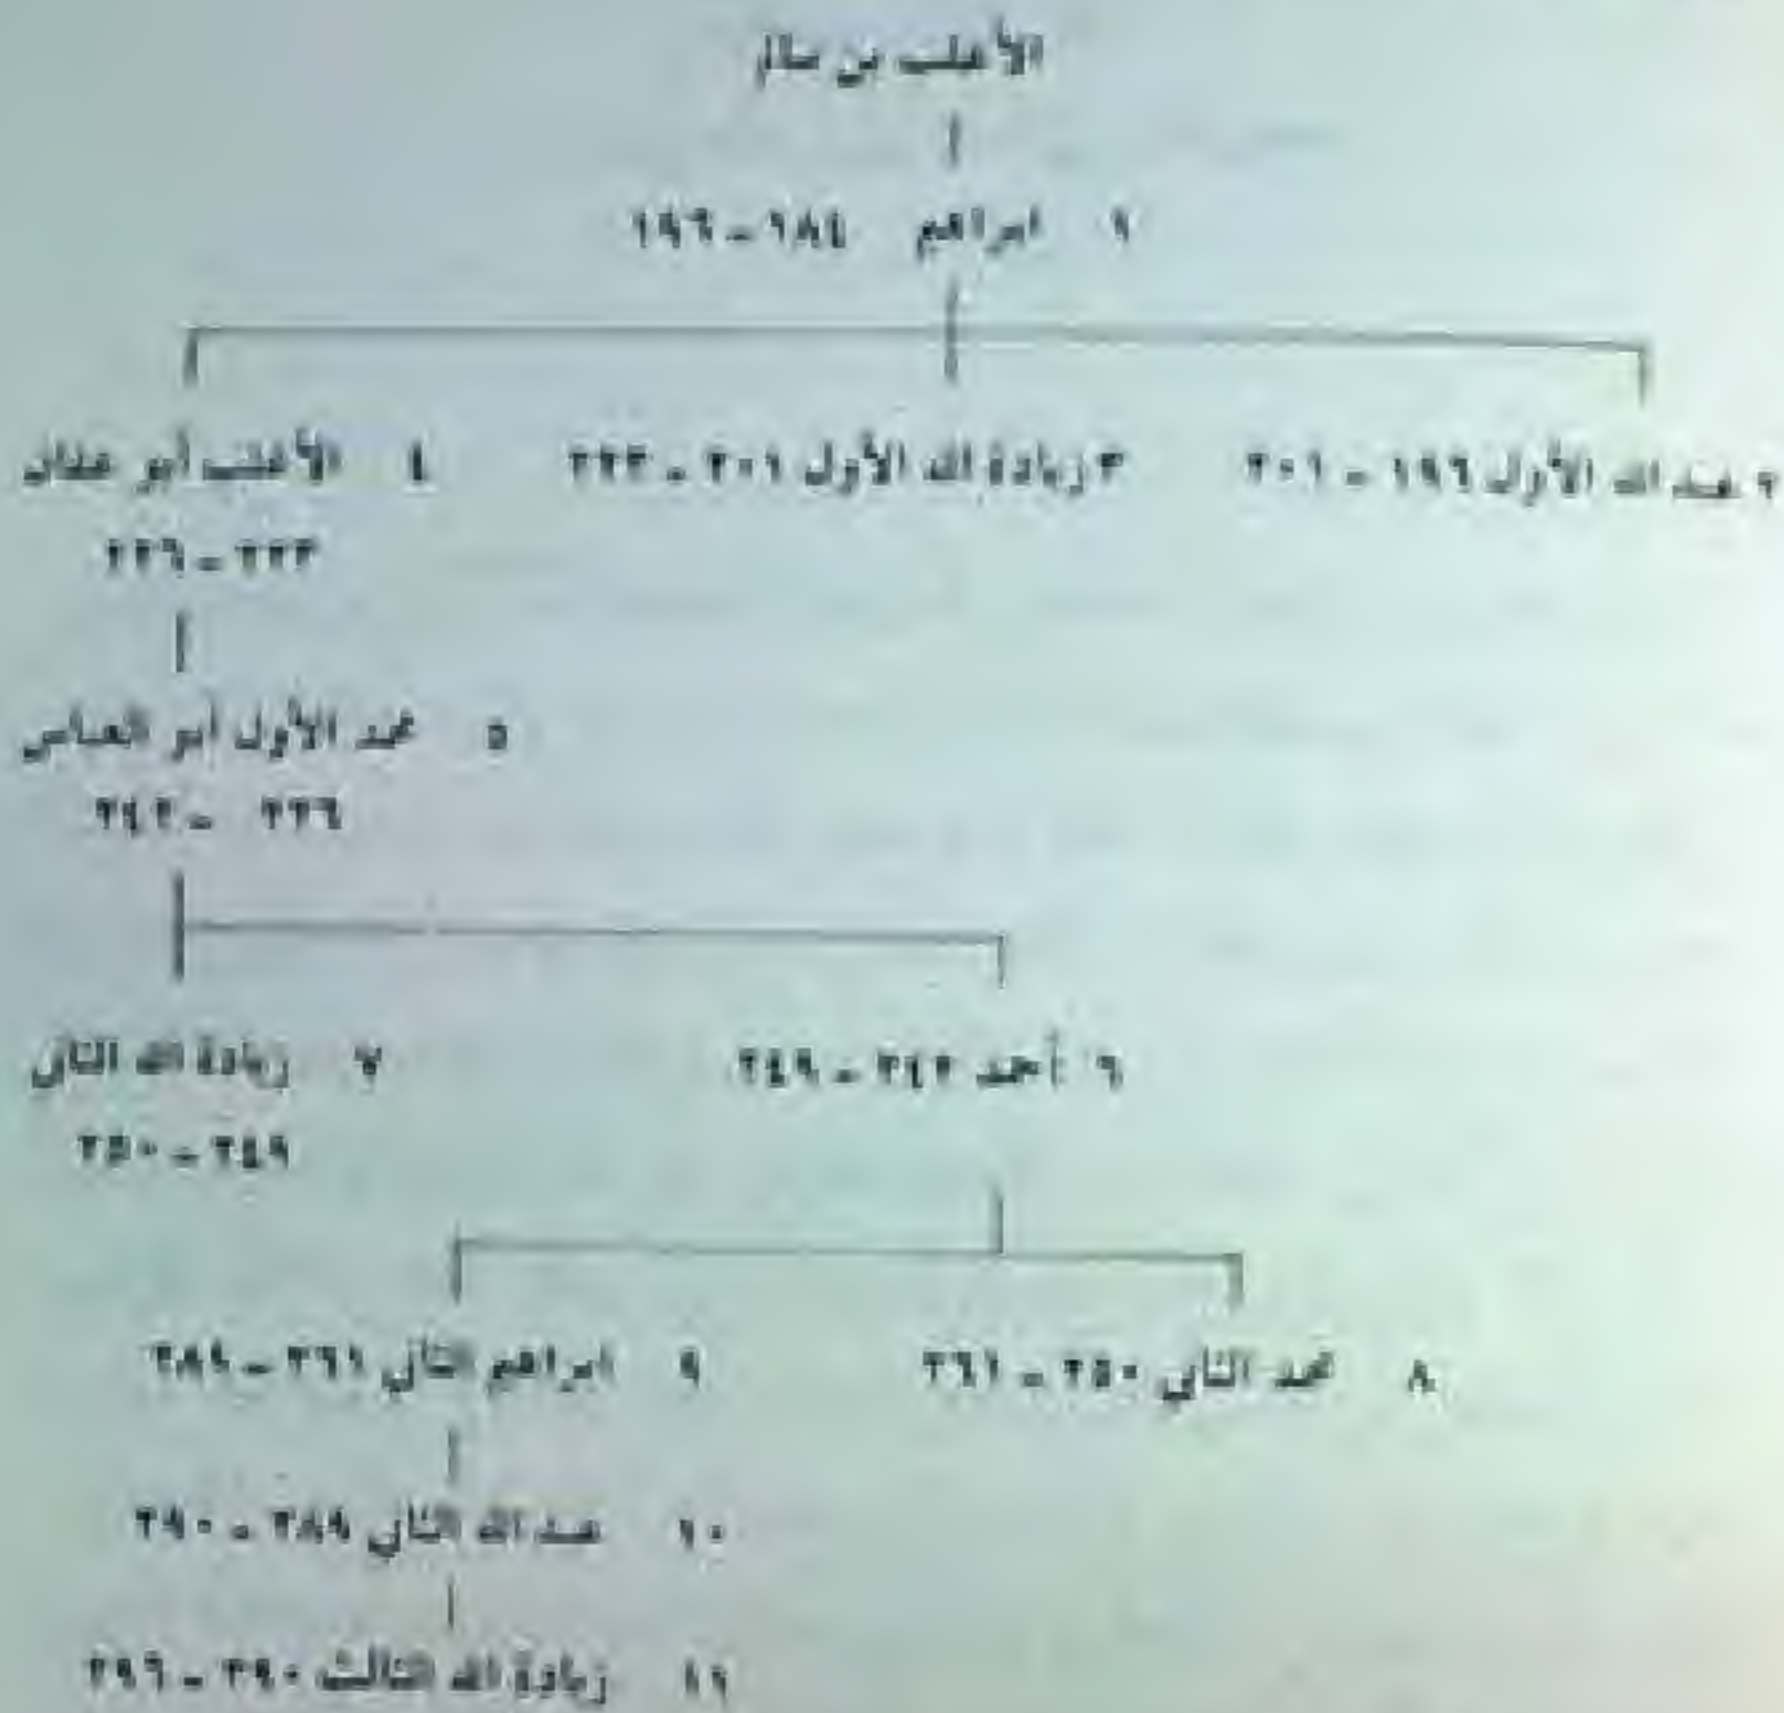 الأغلب بن سالم
١ ابراهيم ١٨٤ - ١٩٦
٢ عبد الله الأول ١٩٦ - ٢٠١
٣ زيادة الله الأول ٢٠١ - ٢٢٣
٤ الأغلب أبو عقال
٢٢٣ - ٢٢٦
٥ محمد الأول أبو العباس
٢٢٦ - ٢٤٢
٦ أحمد ٢٤٢ - ٢٤٩
٧ زيادة الله الثاني
٢٤٩ - ٢٥٠
٨ محمد الثاني ٢٥٠ - ٢٦١
٩ ابراهيم الثاني ٢٦١ - ٢٨٩
١٠ عبد الله الثاني ٢٨٩ - ٢٩٠
١١ زيادة الله الثالث ٢٩٠ - ٢٩٦